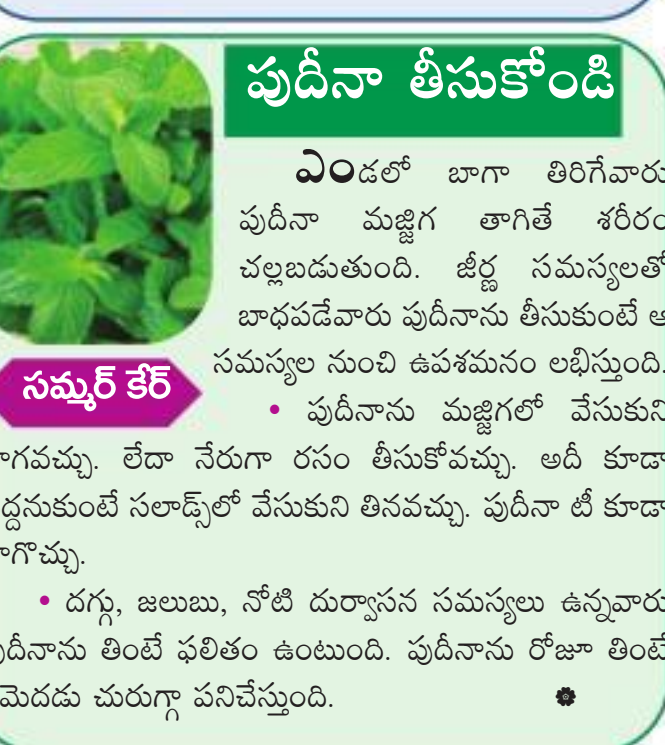 పుదీనా తీసుకోండి
ఎండలో బాగా తిరిగేవారు
పుదీనా మజ్జిగ తాగితే శరీరం
చల్లబడుతుంది. జీర్ణ సమస్యలతో
బాధపడేవారు పుదీనాను తీసుకుంటే ఆ
సమస్యల నుంచి ఉపశమనం లభిస్తుంది.
సమ్మర్ కేర్
• పుదీనాను మజ్జిగలో వేసుకుని
తాగవచ్చు. లేదా నేరుగా రసం తీసుకోవచ్చు. అదీ కూడా
వద్దనుకుంటే సలాడ్స్‌లో వేసుకుని తినవచ్చు. పుదీనా టీ కూడా
తాగొచ్చు.
• దగ్గు, జలుబు, నోటి దుర్వాసన సమస్యలు ఉన్నవారు
పుదీనాను తింటే ఫలితం ఉంటుంది. పుదీనాను రోజూ తింటే
మెదడు చురుగ్గా పనిచేస్తుంది.